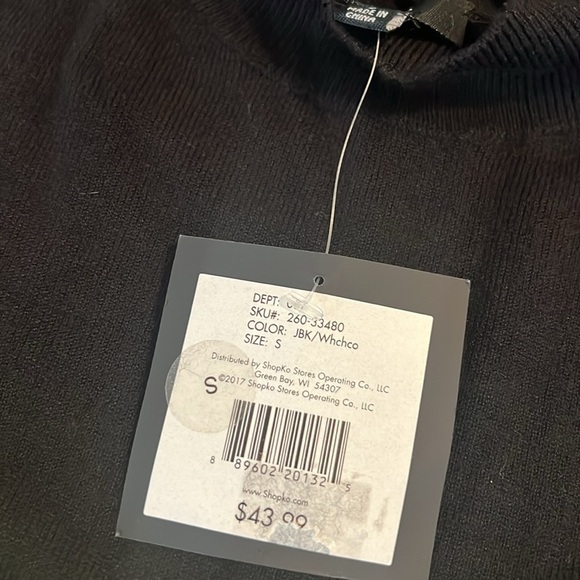 MADE IN
CHINA
DEPT:
SKU#: 260-33480
COLOR: JBK/Whchco
SIZE: S
Distributed by ShopKo Stores Operating Co., LLC
Green Bay, WI 54307
©2017 Shopko Stores Operating Co., LLC
S
8 89602 20132 5
www.Shopko.com
$43.99